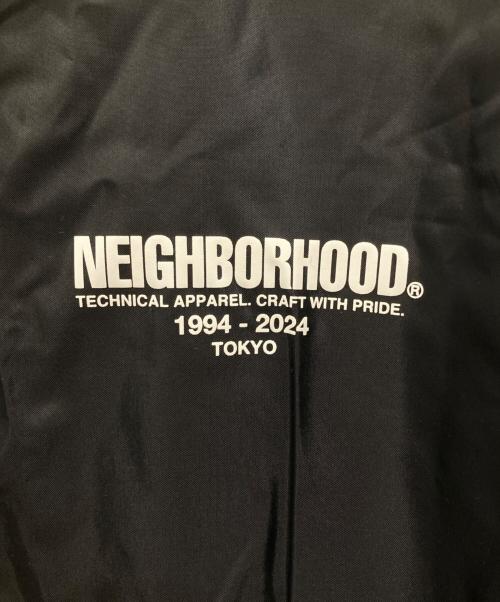 NEIGHBORHOOD®
TECHNICAL APPAREL. CRAFT WITH PRIDE.
1994 - 2024
TOKYO